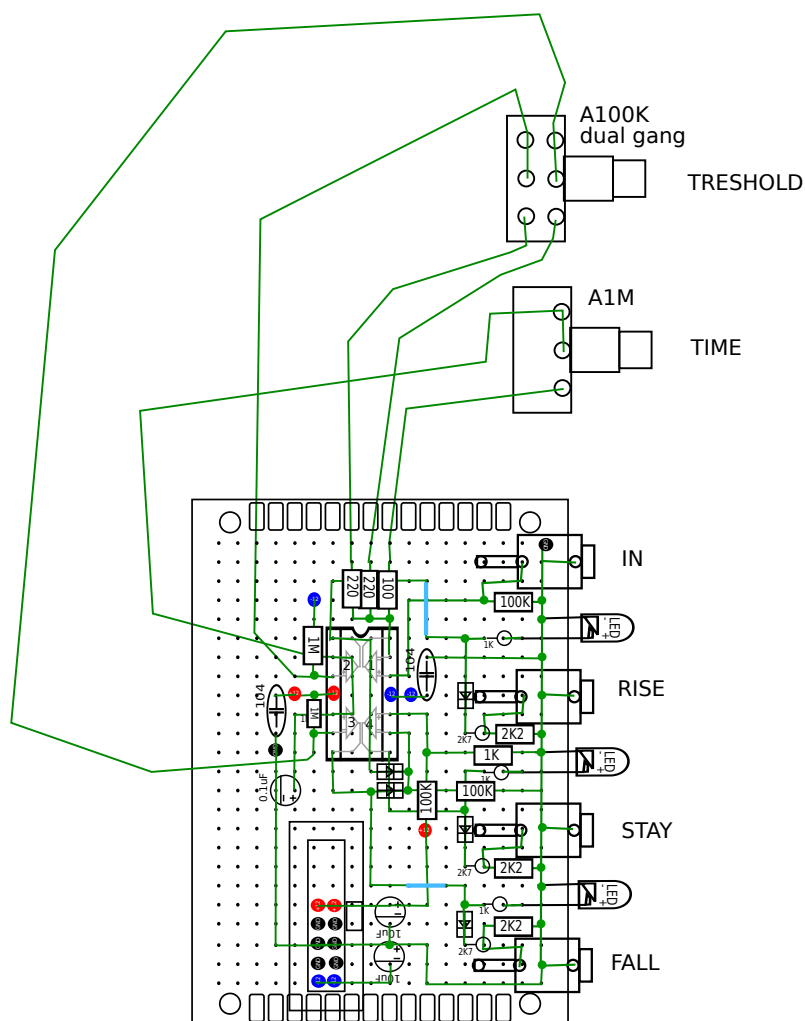 A100K
dual gang
TRESHOLD
A1M
TIME
IN
220
220
100
100K
1M
104
LED
+
1K
2
1
104
RISE
1M
3
4
2K7
2K2
1K
LED
+
1K
0.1uF
100K
100K
STAY
2K7
2K2
LED
+
1K
10uF
2K2
2K7
10uF
FALL